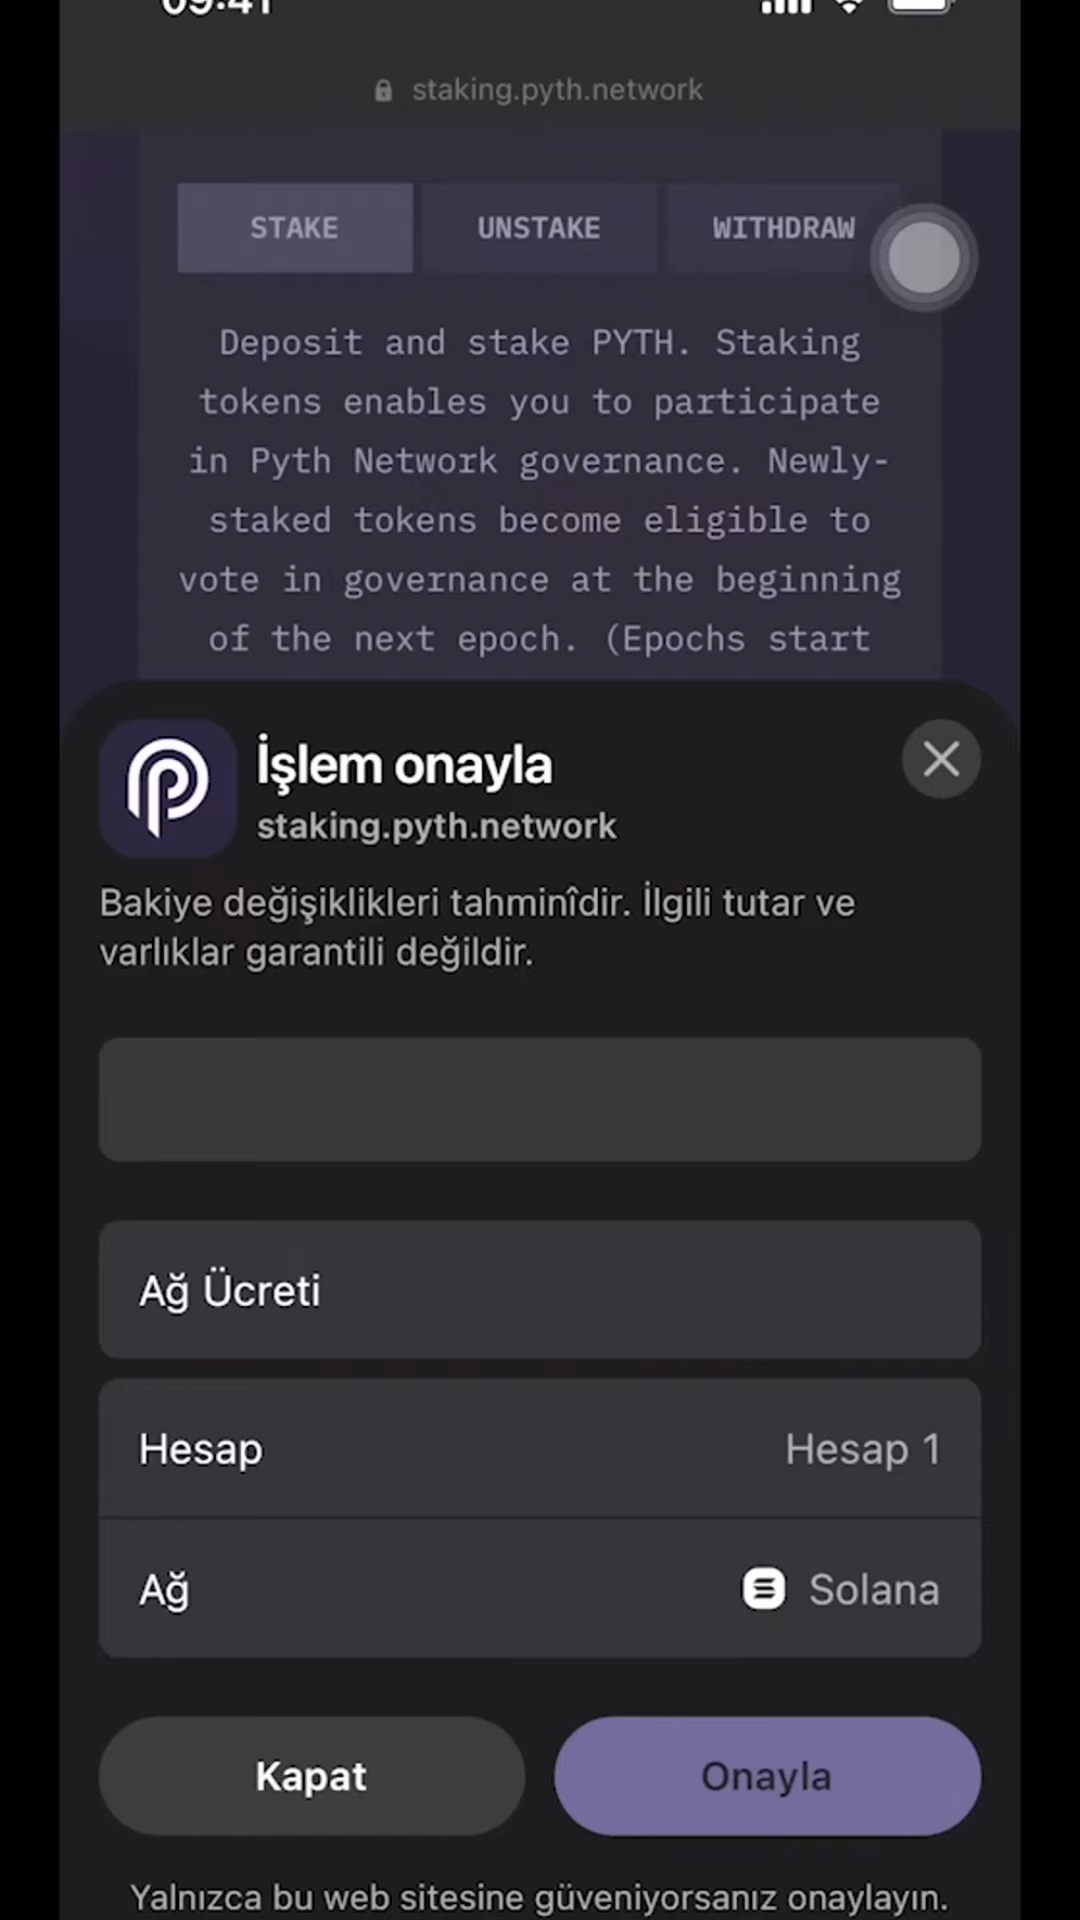 09:41
staking.pyth.network
STAKE
UNSTAKE
WITHDRAW
Deposit and stake PYTH. Staking
tokens enables you to participate
in Pyth Network governance. Newly-
staked tokens become eligible to
vote in governance at the beginning
of the next epoch. (Epochs start
İşlem onayla
staking.pyth.network
Bakiye değişiklikleri tahminîdir. İlgili tutar ve
varlıklar garantili değildir.
Ağ Ücreti
Hesap
Hesap 1
Ağ
Solana
Kapat
Onayla
Yalnızca bu web sitesine güveniyorsanız onaylayın.